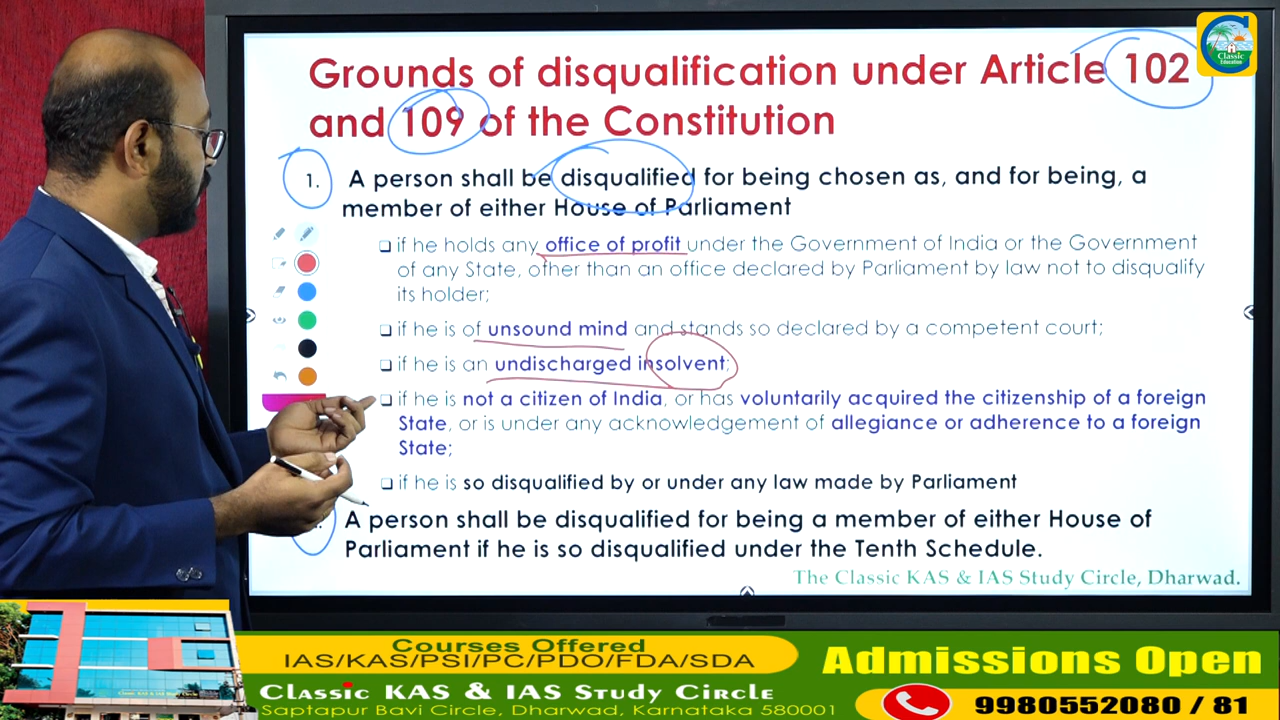 Grounds of disqualification under Article 102
and 109 of the Constitution
Classic
Education
1. A person shall be disqualified for being chosen as, and for being, a
member of either House of Parliament
if he holds any office of profit under the Government of India or the Government
of any State, other than an office declared by Parliament by law not to disqualify
its holder;
if he is of unsound mind and stands so declared by a competent court;
if he is an undischarged insolvent;
if he is not a citizen of India, or has voluntarily acquired the citizenship of a foreign
State, or is under any acknowledgement of allegiance or adherence to a foreign
State;
if he is so disqualified by or under any law made by Parliament
A person shall be disqualified for being a member of either House of
Parliament if he is so disqualified under the Tenth Schedule.
The Classic KAS & IAS Study Circle, Dharwad.
Courses Offered
IAS/KAS/PSI/PC/PDO/FDA/SDA
Classic KAS & IAS Study Circle
Saptapur Bavi Circle, Dharwad, Karnataka 580001
Admissions Open
9980552080 / 81